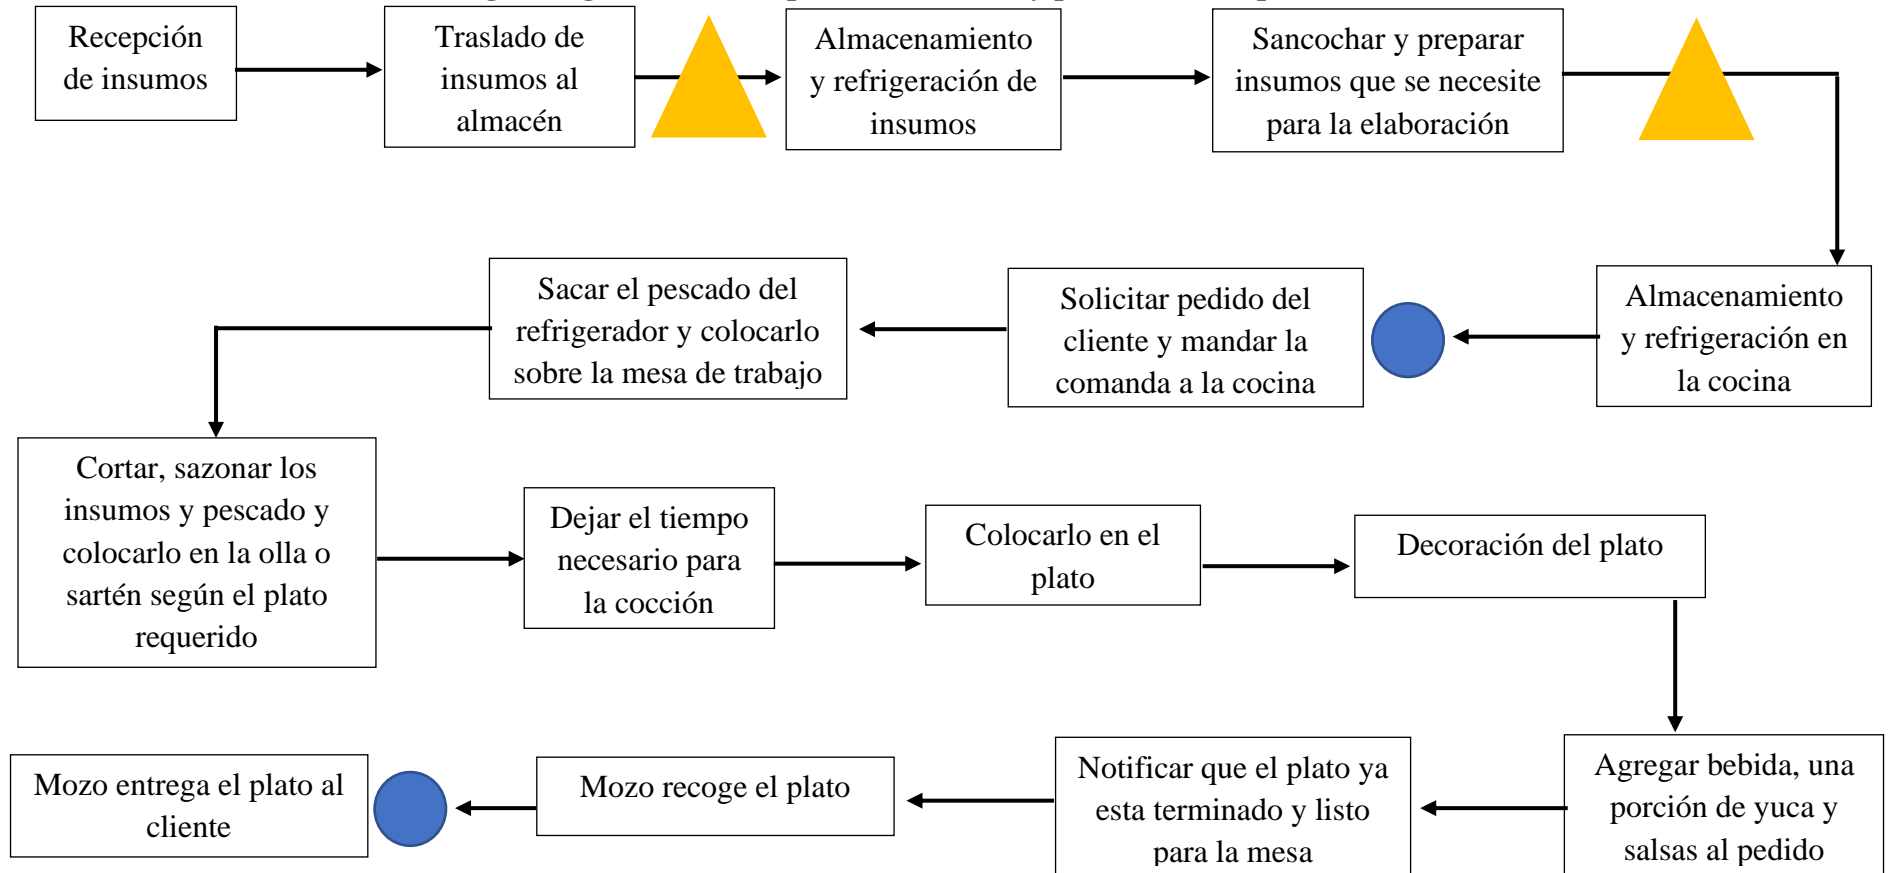 Recepción
de insumos
Traslado de
insumos al
almacén
Almacenamiento
y refrigeración de
insumos
Sancochar y preparar
insumos que se necesite
para la elaboración
Almacenamiento
y refrigeración en
la cocina
Solicitar pedido del
cliente y mandar la
comanda a la cocina
Sacar el pescado del
refrigerador y colocarlo
sobre la mesa de trabajo
Cortar, sazonar los
insumos y pescado y
colocarlo en la olla o
sartén según el plato
requerido
Dejar el tiempo
necesario para
la cocción
Colocarlo en el
plato
Decoración del plato
Agregar bebida, una
porción de yuca y
salsas al pedido
Notificar que el plato ya
esta terminado y listo
para la mesa
Mozo recoge el plato
Mozo entrega el plato al
cliente